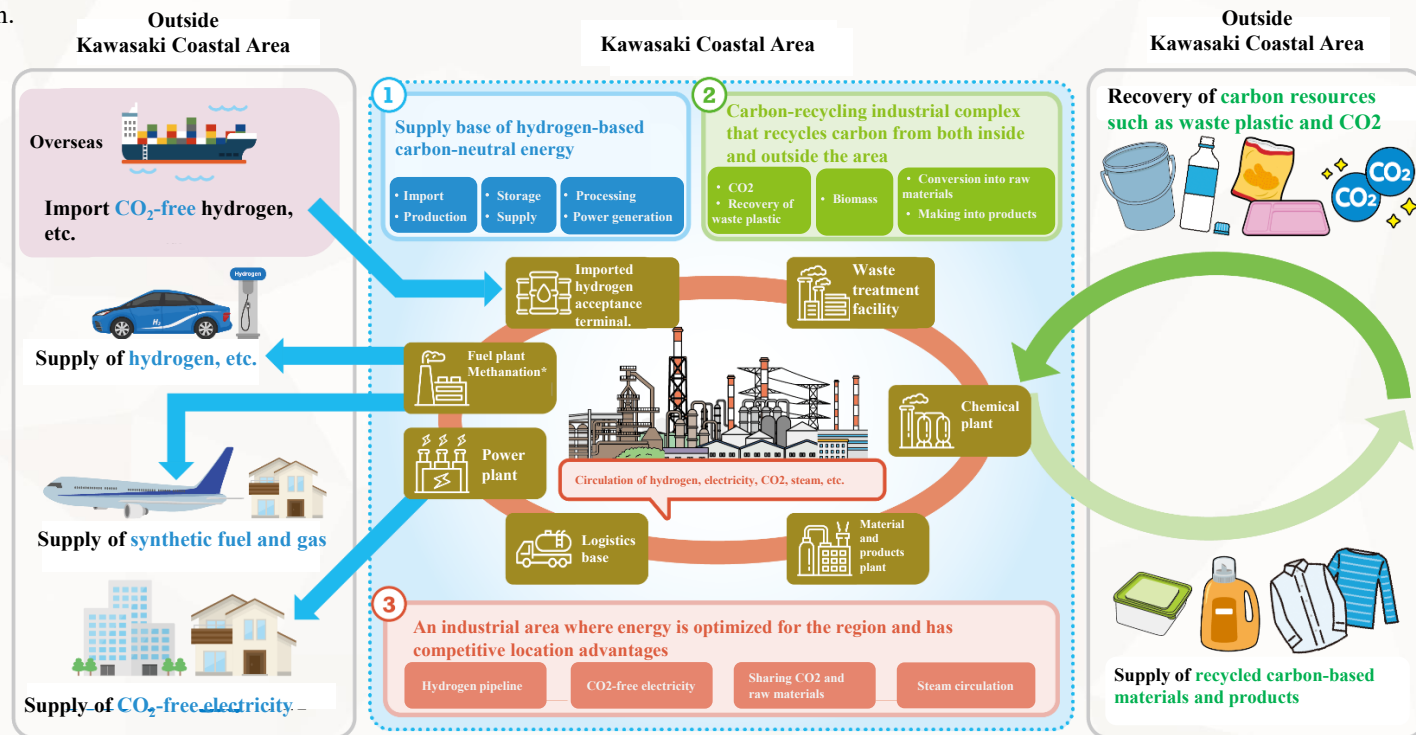 n.
Outside
Kawasaki Coastal Area
Kawasaki Coastal Area
Outside
Kawasaki Coastal Area
Overseas
Import CO₂-free hydrogen,
etc.
Hydrogen
H₂
Supply of hydrogen, etc.
Supply of synthetic fuel and gas
Supply of CO₂-free electricity
1
Supply base of hydrogen-based
carbon-neutral energy
• Import
• Production
• Storage
• Supply
• Processing
• Power generation
2
Carbon-recycling industrial complex
that recycles carbon from both inside
and outside the area
• CO2
• Recovery of
waste plastic
• Biomass
• Conversion into raw
materials
• Making into products
Imported
hydrogen
acceptance
terminal.
Waste
treatment
facility
Fuel plant
Methanation*
Chemical
plant
Power
plant
Circulation of hydrogen, electricity, CO2, steam, etc.
Logistics
base
Material
and
products
plant
3
An industrial area where energy is optimized for the region and has
competitive location advantages
Hydrogen pipeline
CO2-free electricity
Sharing CO2 and
raw materials
Steam circulation
Recovery of carbon resources
such as waste plastic and CO2
CO2
CO2
Supply of recycled carbon-based
materials and products